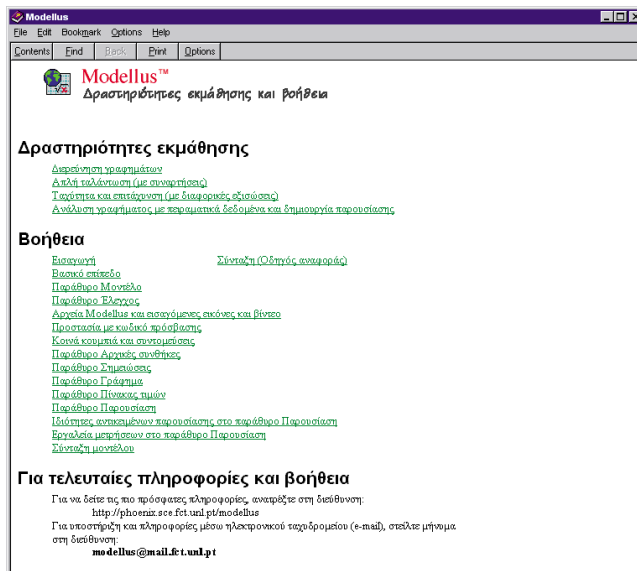 Modellus
File Edit Bookmark Options Help
Contents Find Back Print Options
Modellus™
Δραστηριότητες εκμάθησης και βοήθεια
Δραστηριότητες εκμάθησης
Διερεύνηση γραφημάτων
Απλή ταλάντωση (με συναρτήσεις)
Ταχύτητα και επιτάχυνση (με διαφορικές εξισώσεις)
Ανάλυση γραφήματος με πειραματικά δεδομένα και δημιουργία παρουσίασης
Βοήθεια
Εισαγωγή Σύνταξη (Οδηγός αναφοράς)
Βασικό επίπεδο
Παράθυρο Μοντέλο
Παράθυρο Έλεγχος
Αρχεία Modellus και εισαγόμενες εικόνες και βίντεο
Προστασία με κωδικό πρόσβασης
Κοινά κουμπιά και συντομεύσεις
Παράθυρο Αρχικές συνθήκες
Παράθυρο Σημειώσεις
Παράθυρο Γράφημα
Παράθυρο Πίνακας τιμών
Παράθυρο Παρουσίαση
Ιδιότητες αντικειμένων παρουσίασης στο παράθυρο Παρουσίαση
Εργαλεία μετρήσεων στο παράθυρο Παρουσίαση
Σύνταξη μοντέλου
Για τελευταίες πληροφορίες και βοήθεια
Για να δείτε τις πιο πρόσφατες πληροφορίες, ανατρέξτε στη διεύθυνση:
http://phoenix.sce.fct.unl.pt/modellus
Για υποστήριξη και πληροφορίες μέσω ηλεκτρονικού ταχυδρομείου (e-mail), στείλτε μήνυμα
στη διεύθυνση:
modellus@mail.fct.unl.pt